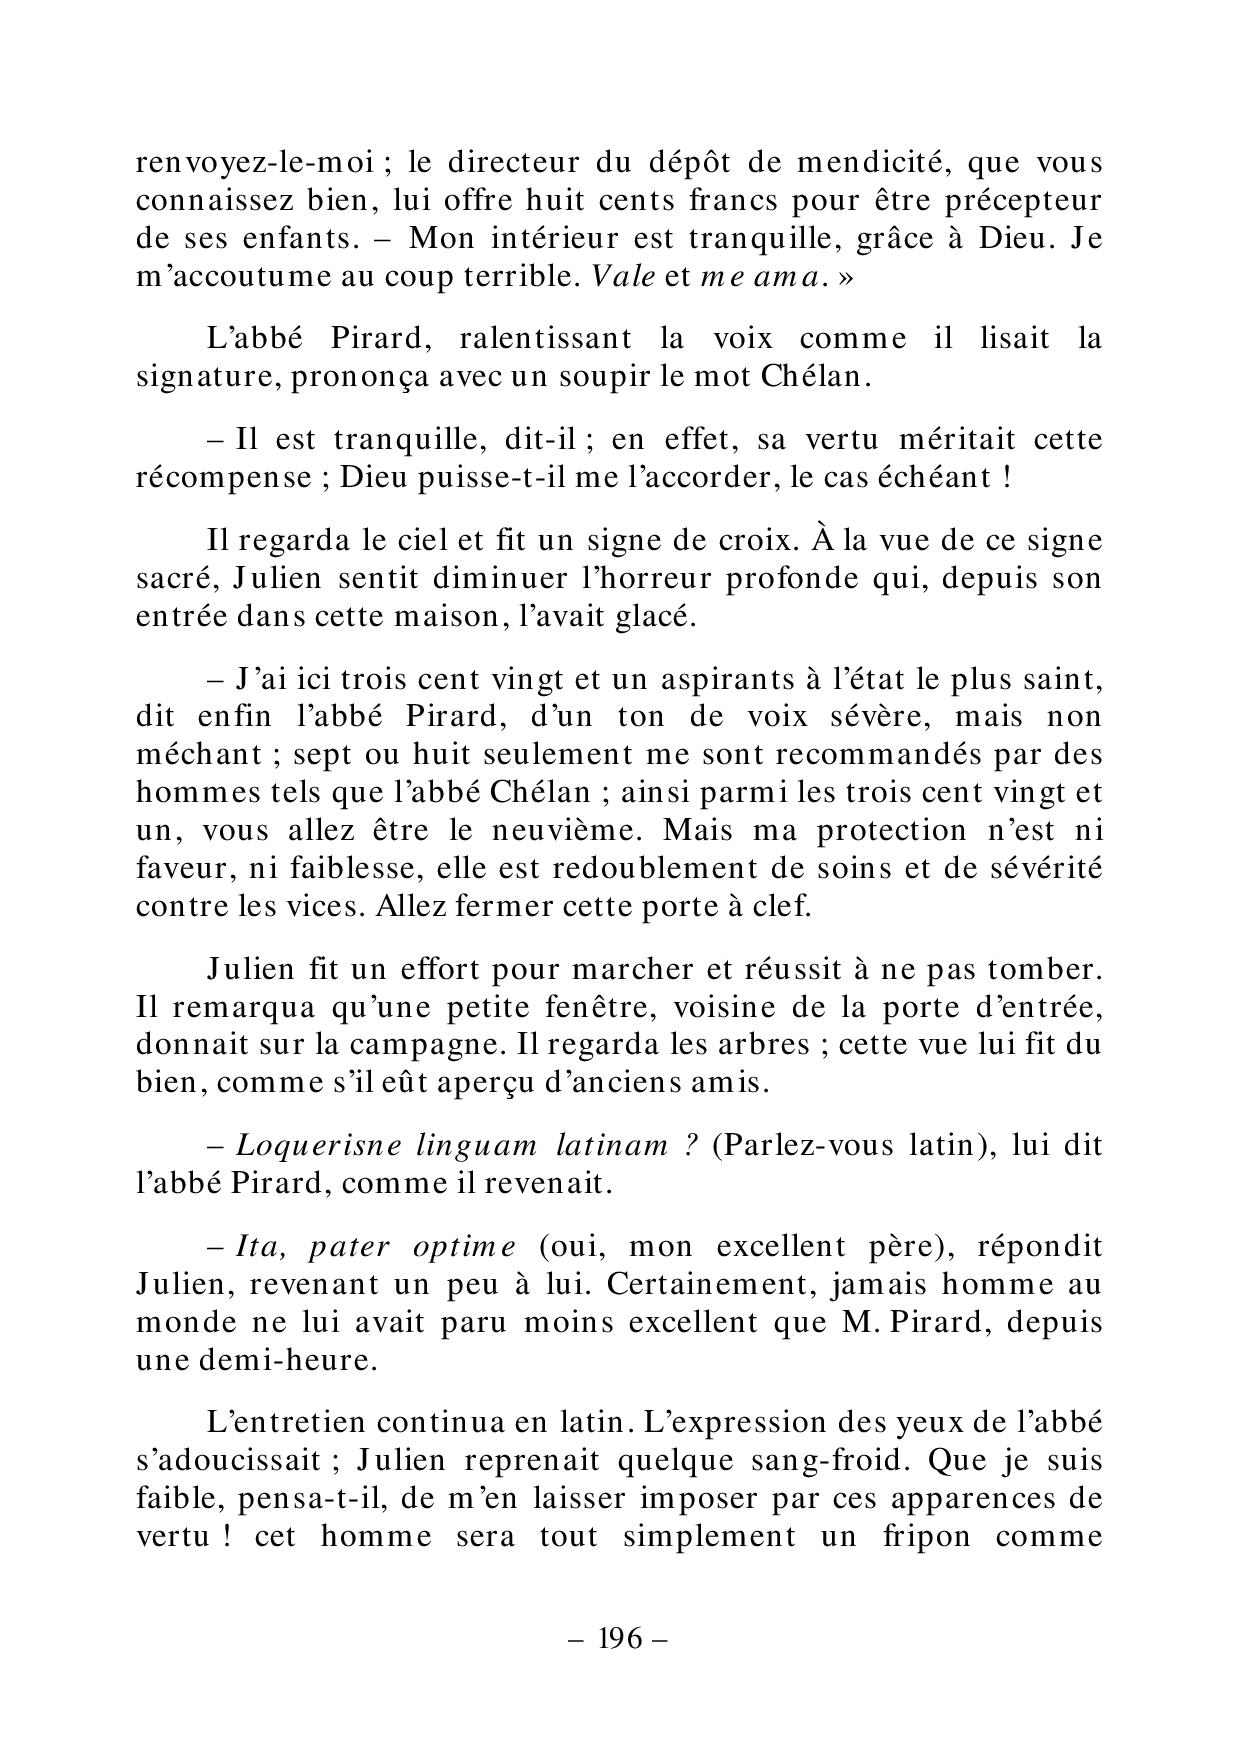 renvoyez-le-moi ; le directeur du dépôt de mendicité, que vous
connaissez bien, lui offre huit cents francs pour être précepteur
de ses enfants. – Mon intérieur est tranquille, grâce à Dieu. Je
m’accoutume au coup terrible. Vale et me ama. »
L’abbé Pirard, ralentissant la voix comme il lisait la
signature, prononça avec un soupir le mot Chélan.
– Il est tranquille, dit-il ; en effet, sa vertu méritait cette
récompense ; Dieu puisse-t-il me l’accorder, le cas échéant !
Il regarda le ciel et fit un signe de croix. À la vue de ce signe
sacré, Julien sentit diminuer l’horreur profonde qui, depuis son
entrée dans cette maison, l’avait glacé.
– J’ai ici trois cent vingt et un aspirants à l’état le plus saint,
dit enfin l’abbé Pirard, d’un ton de voix sévère, mais non
méchant ; sept ou huit seulement me sont recommandés par des
hommes tels que l’abbé Chélan ; ainsi parmi les trois cent vingt et
un, vous allez être le neuvième. Mais ma protection n’est ni
faveur, ni faiblesse, elle est redoublement de soins et de sévérité
contre les vices. Allez fermer cette porte à clef.
Julien fit un effort pour marcher et réussit à ne pas tomber.
Il remarqua qu’une petite fenêtre, voisine de la porte d’entrée,
donnait sur la campagne. Il regarda les arbres ; cette vue lui fit du
bien, comme s’il eût aperçu d’anciens amis.
– Loquerisne linguam latinam ? (Parlez-vous latin), lui dit
l’abbé Pirard, comme il revenait.
– Ita, pater optime (oui, mon excellent père), répondit
Julien, revenant un peu à lui. Certainement, jamais homme au
monde ne lui avait paru moins excellent que M. Pirard, depuis
une demi-heure.
L’entretien continua en latin. L’expression des yeux de l’abbé
s’adoucissait ; Julien reprenait quelque sang-froid. Que je suis
faible, pensa-t-il, de m’en laisser imposer par ces apparences de
vertu ! cet homme sera tout simplement un fripon comme
– 196 –